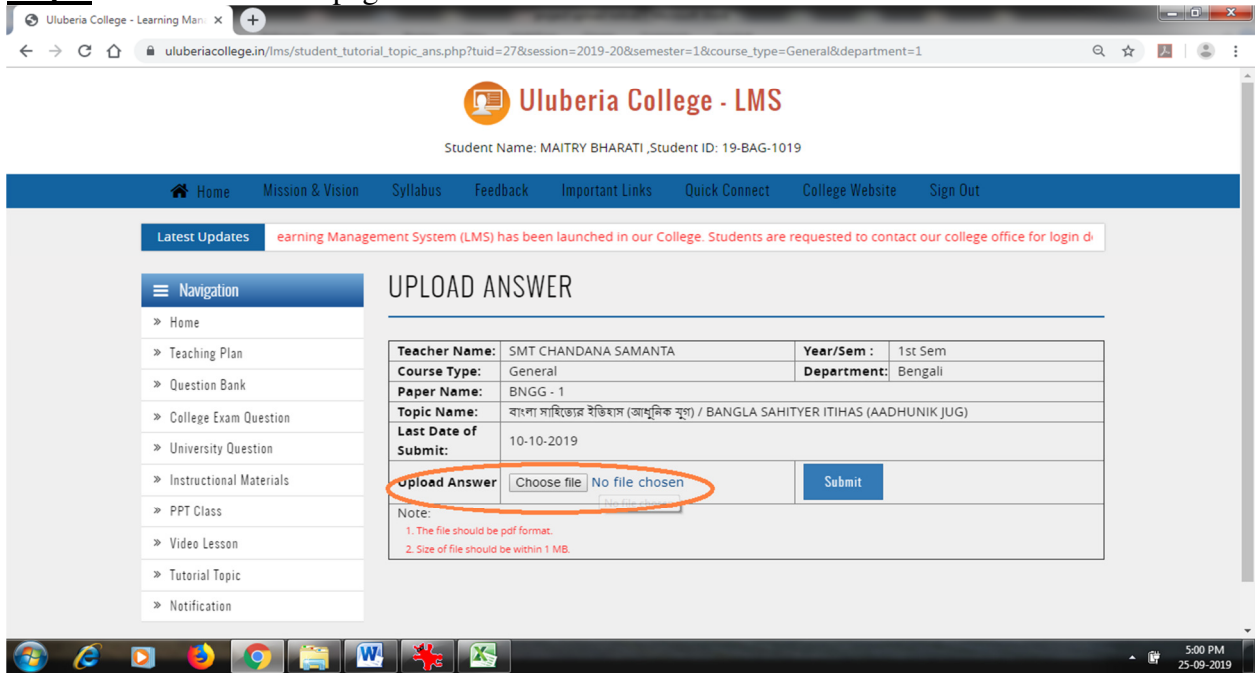 Uluberia College - Learning Man
uluberiacollege.in/lms/student_tutorial_topic_ans.php?tuid=27&session=2019-20&semester=1&course_type=General&department=1
Uluberia College - LMS
Student Name: MAITRY BHARATI ,Student ID: 19-BAG-1019
Home Mission & Vision Syllabus Feedback Important Links Quick Connect College Website Sign Out
Latest Updates earning Management System (LMS) has been launched in our College. Students are requested to contact our college office for login d
Navigation
» Home
» Teaching Plan
» Question Bank
» College Exam Question
» University Question
» Instructional Materials
» PPT Class
» Video Lesson
» Tutorial Topic
» Notification
UPLOAD ANSWER
Teacher Name: SMT CHANDANA SAMANTA Year/Sem : 1st Sem
Course Type: General Department: Bengali
Paper Name: BNGG - 1
Topic Name: বাংলা সাহিত্যের ইতিহাস (আধুনিক যুগ) / BANGLA SAHITYER ITIHAS (AADHUNIK JUG)
Last Date of
Submit: 10-10-2019
Upload Answer Choose file No file chosen Submit
No file chosen
Note:
1. The file should be pdf format.
2. Size of file should be within 1 MB.
5:00 PM
25-09-2019